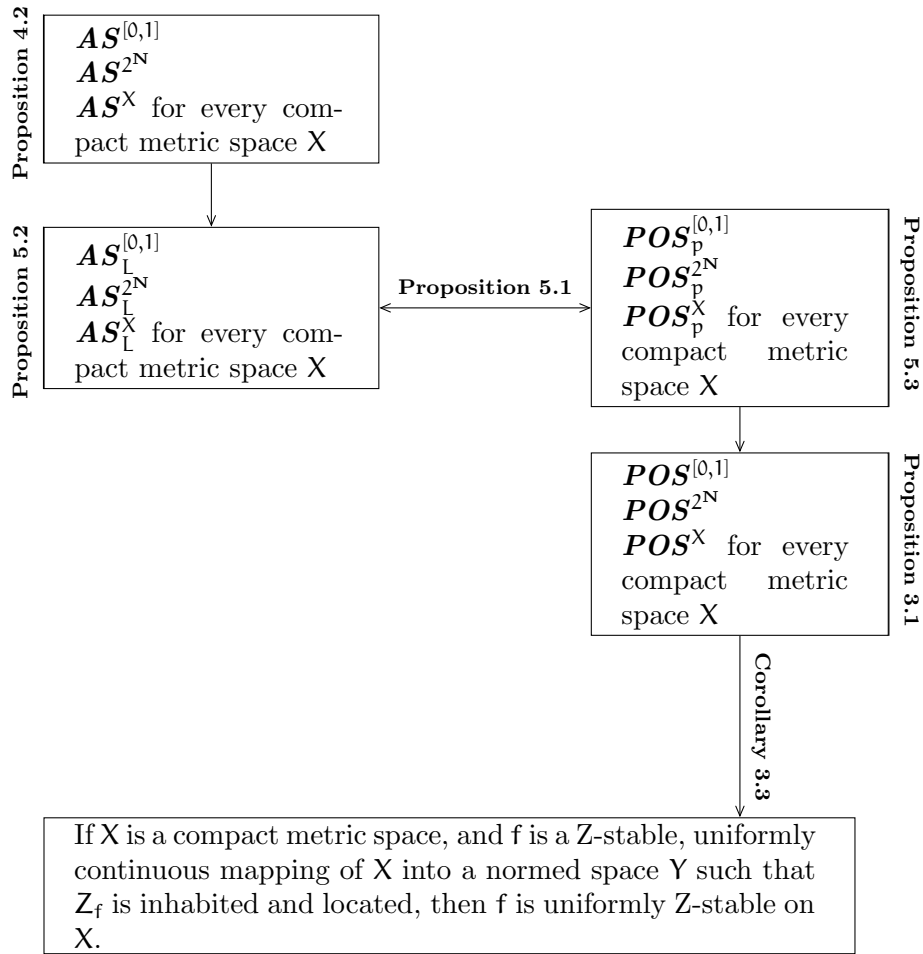 Proposition 4.2
AS^{[0,1]}
AS^{2^N}
AS^X for every com-
pact metric space X
Proposition 5.2
AS_L^{[0,1]}
AS_L^{2^N}
AS_L^X for every com-
pact metric space X
Proposition 5.1
POS_p^{[0,1]}
POS_p^{2^N}
POS_p^X for every
compact metric
space X
Proposition 5.3
POS^{[0,1]}
POS^{2^N}
POS^X for every
compact metric
space X
Proposition 3.1
Corollary 3.3
If X is a compact metric space, and f is a Z-stable, uniformly
continuous mapping of X into a normed space Y such that
Z_f is inhabited and located, then f is uniformly Z-stable on
X.